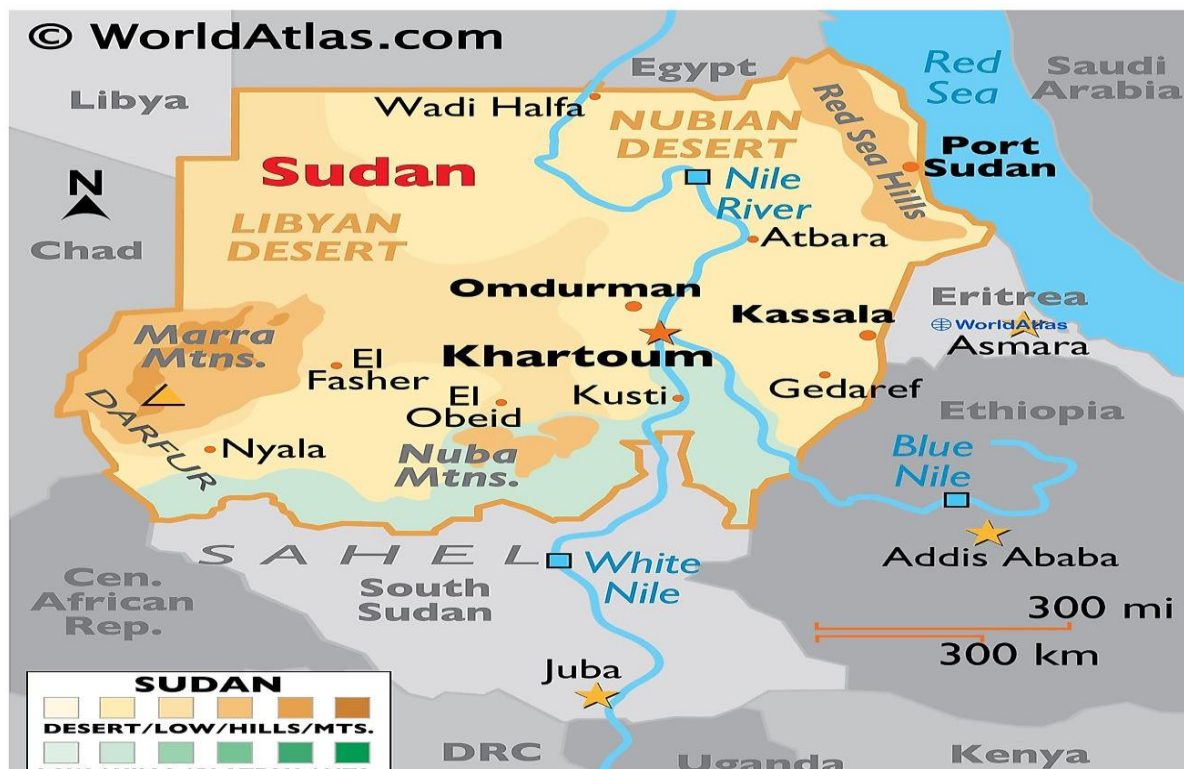 © WorldAtlas.com
Libya
Egypt
Red
Sea
Saudi
Arabia
Wadi Halfa
NUBIAN
DESERT
Red Sea Hills
Port
Sudan
Sudan
N
Nile
River
Chad
LIBYAN
DESERT
Atbara
Omdurman
Kassala
Eritrea
WorldAtlas
Asmara
Marra
Mtns.
Khartoum
El
Fasher
El
Obeid
Kusti
Gedaref
DARFUR
Ethiopia
Nyala
Nuba
Mtns.
Blue
Nile
SAHEL
White
Nile
Addis Ababa
Cen.
African
Rep.
South
Sudan
300 mi
300 km
Juba
SUDAN
DESERT/LOW/HILLS/MTS.
DRC
Uganda
Kenya